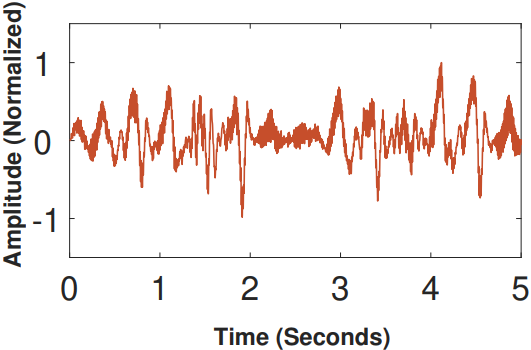 Amplitude (Normalized)
1
0
-1
0 1 2 3 4 5
Time (Seconds)